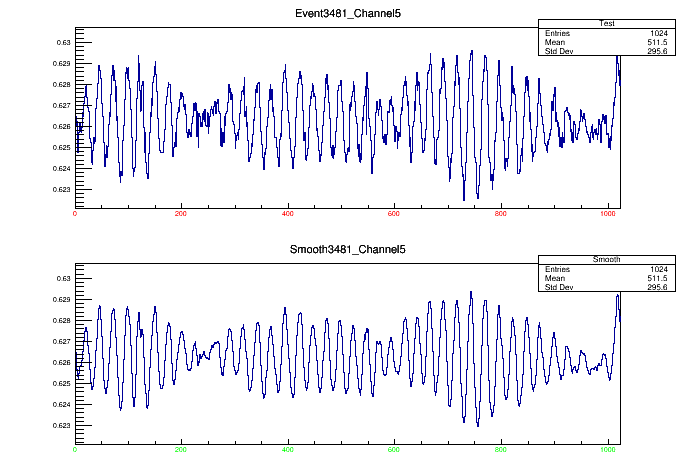 Event3481_Channel5
Test
Entries 1024
Mean 511.5
Std Dev 295.6
0.63
0.629
0.628
0.627
0.626
0.625
0.624
0.623
0 200 400 600 800 1000
Smooth3481_Channel5
Smooth
Entries 1024
Mean 511.5
Std Dev 295.6
0.63
0.629
0.628
0.627
0.626
0.625
0.624
0.623
0 200 400 600 800 1000